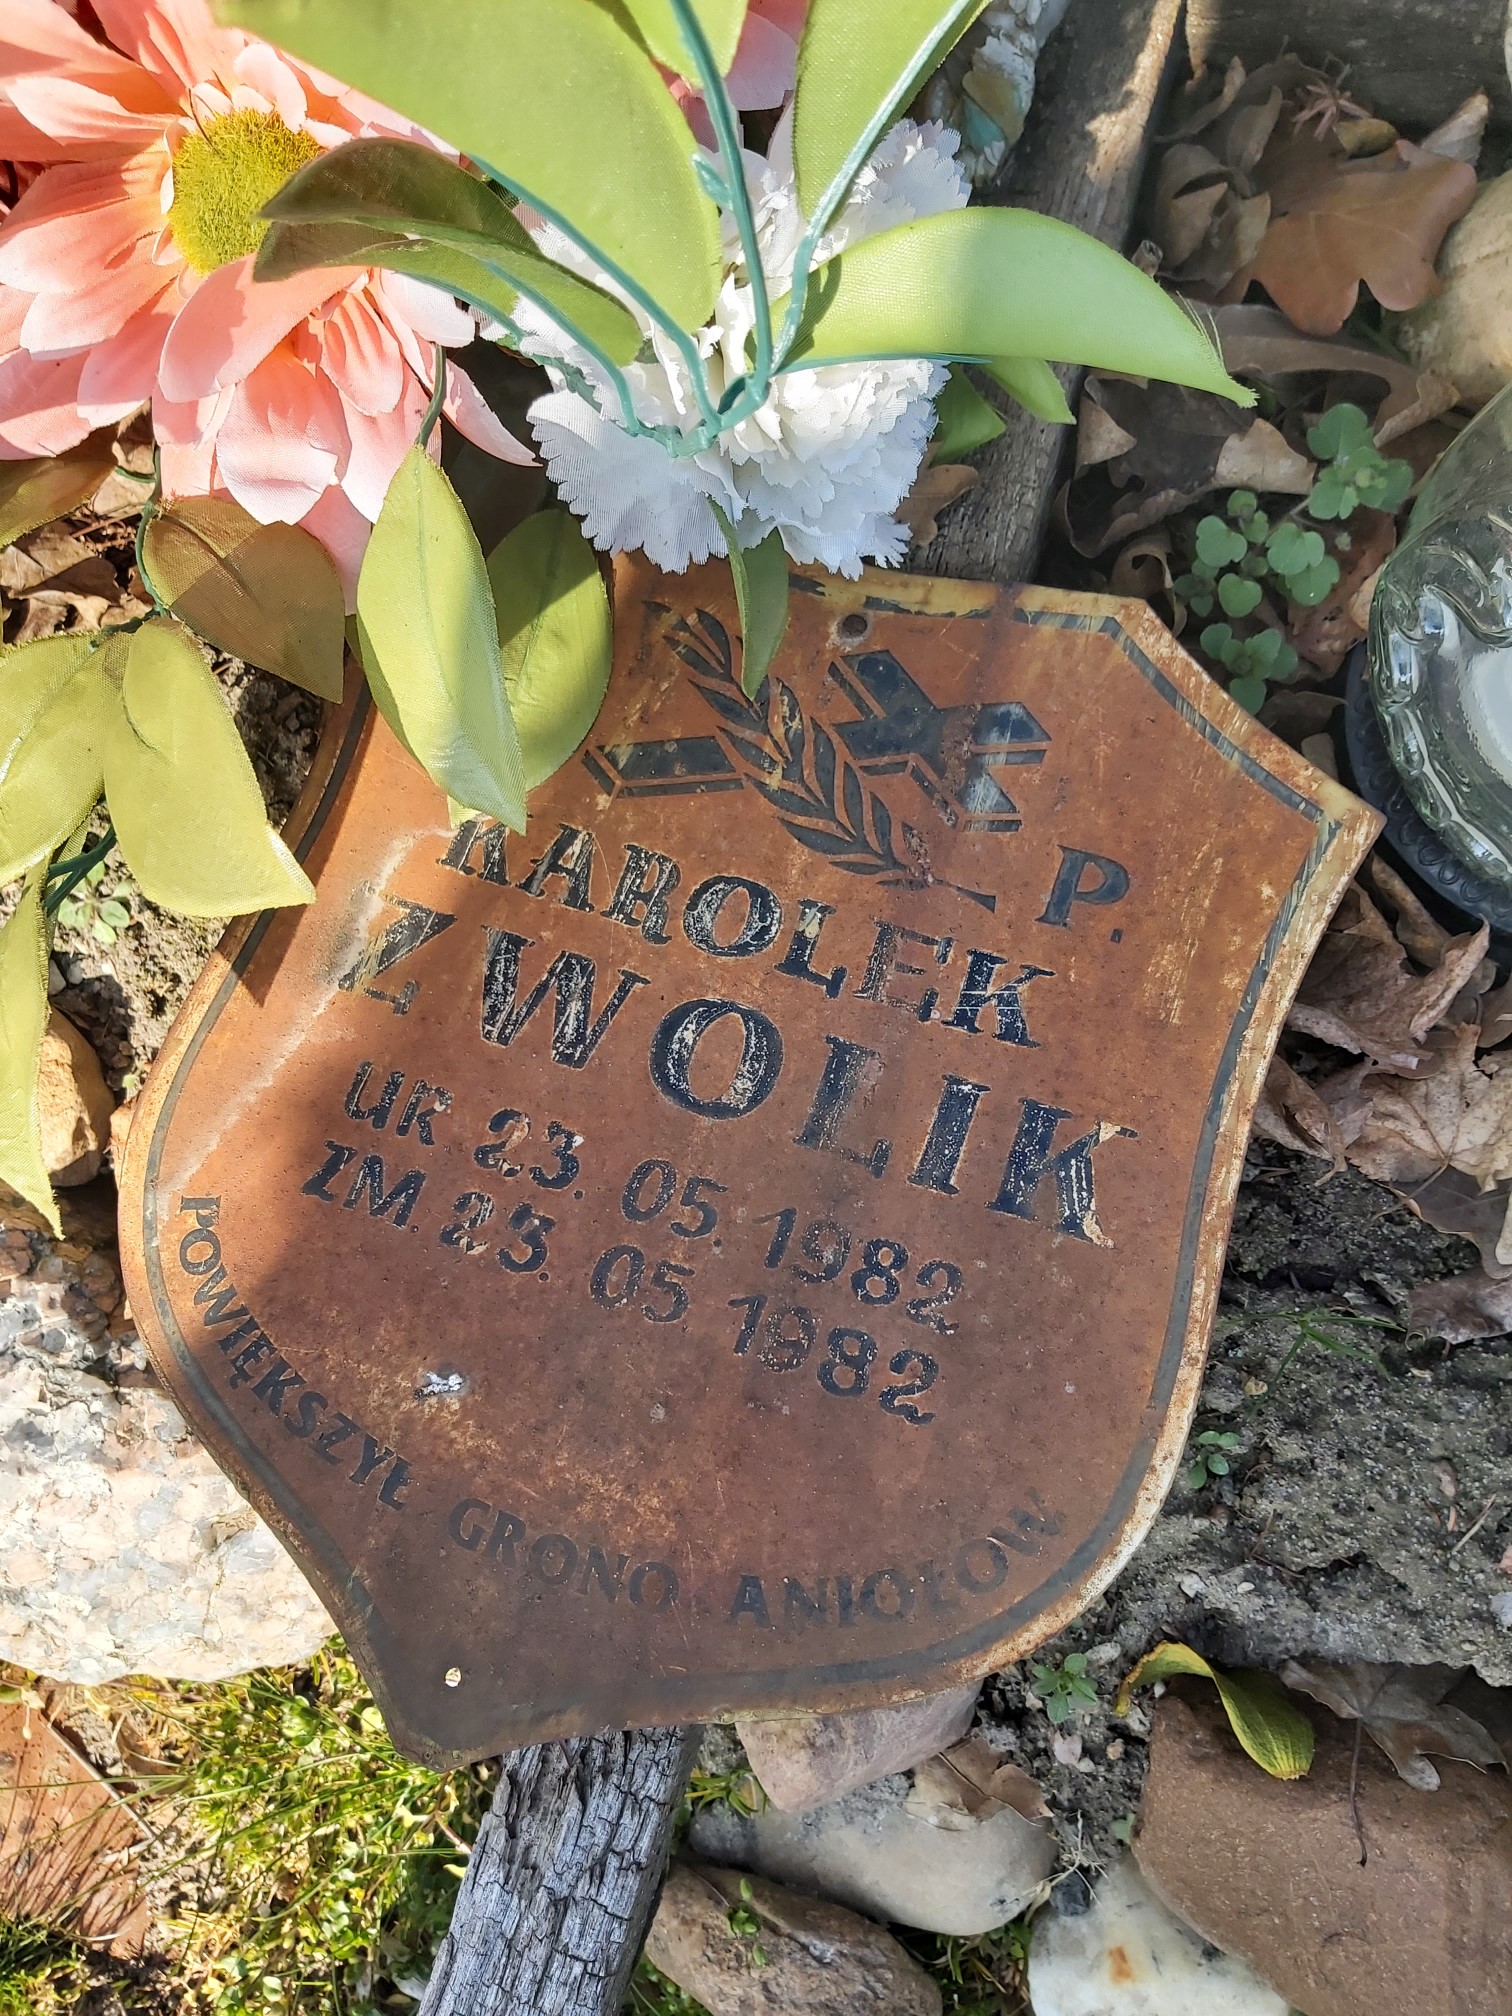 P.
KAROLEK
ZWOLIK
UR 23. 05. 1982
ZM. 23. 05 1982
POWIĘKSZYŁ GRONO ANIOŁÓW